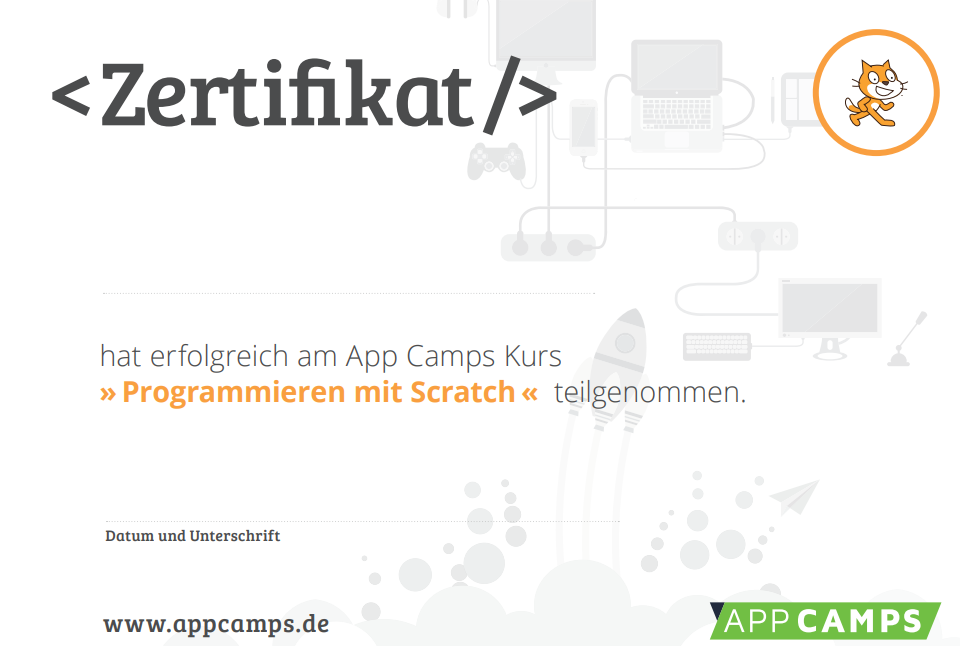 <Zertifikat/>
hat erfolgreich am App Camps Kurs
» Programmieren mit Scratch « teilgenommen.
Datum und Unterschrift
www.appcamps.de
APP CAMPS